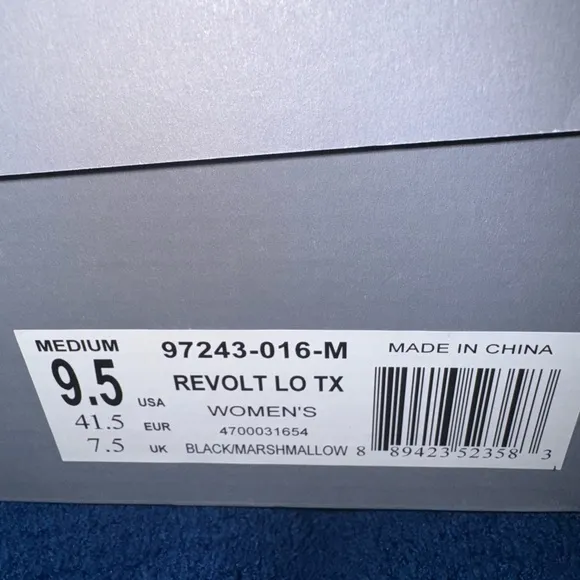 MEDIUM 97243-016-M MADE IN CHINA
9.5 USA REVOLT LO TX
41.5 EUR WOMEN'S
4700031654
7.5 UK BLACK/MARSHMALLOW 8 89423 52358 3